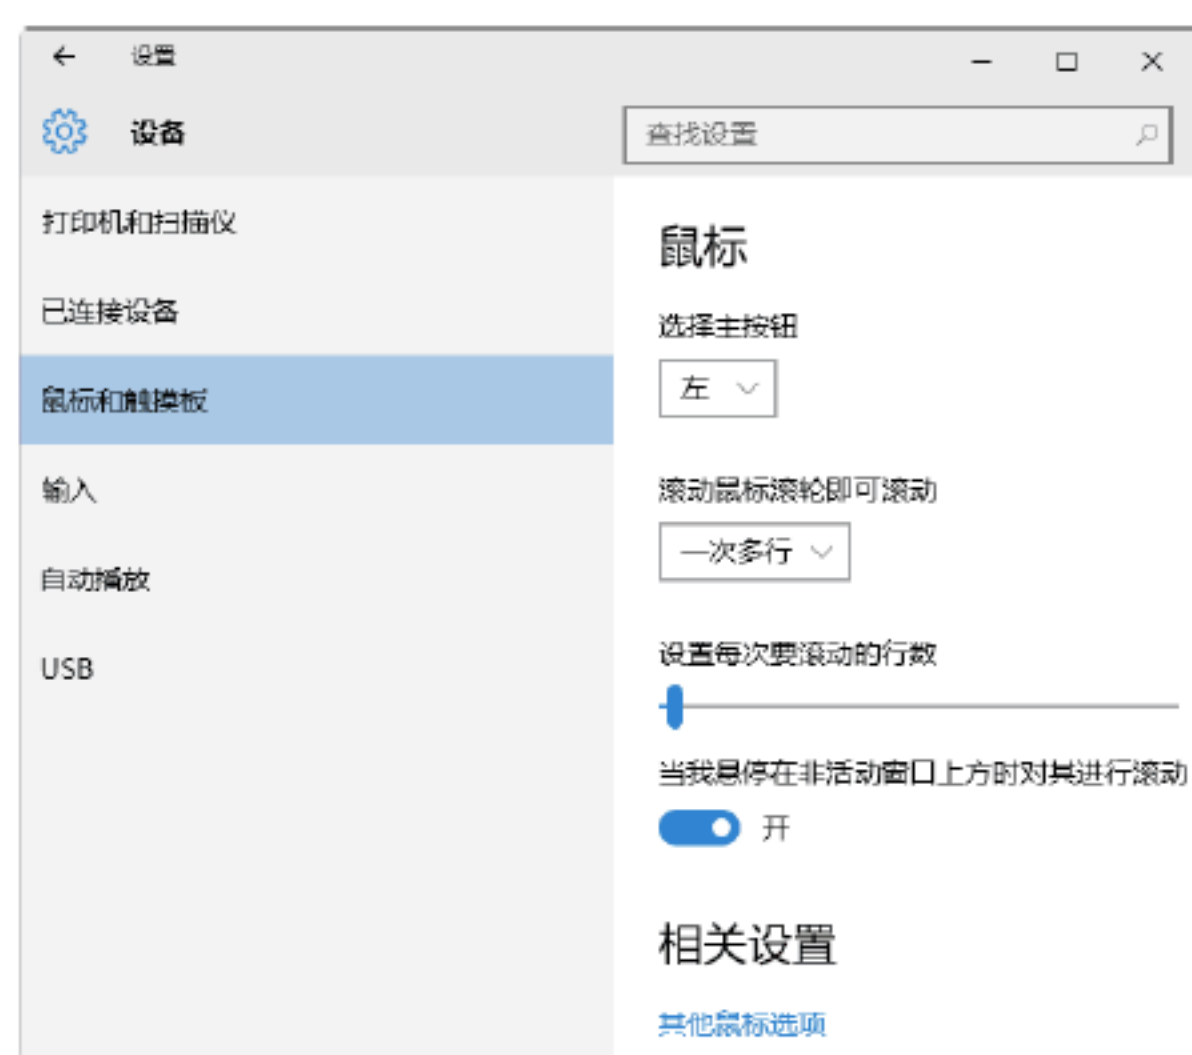 设置
设备
查找设置
打印机和扫描仪
已连接设备
鼠标和触摸板
输入
自动播放
USB
鼠标
选择主按钮
左
滚动鼠标滚轮即可滚动
一次多行
设置每次要滚动的行数
当我悬停在非活动窗口上方时对其进行滚动
开
相关设置
其他鼠标选项